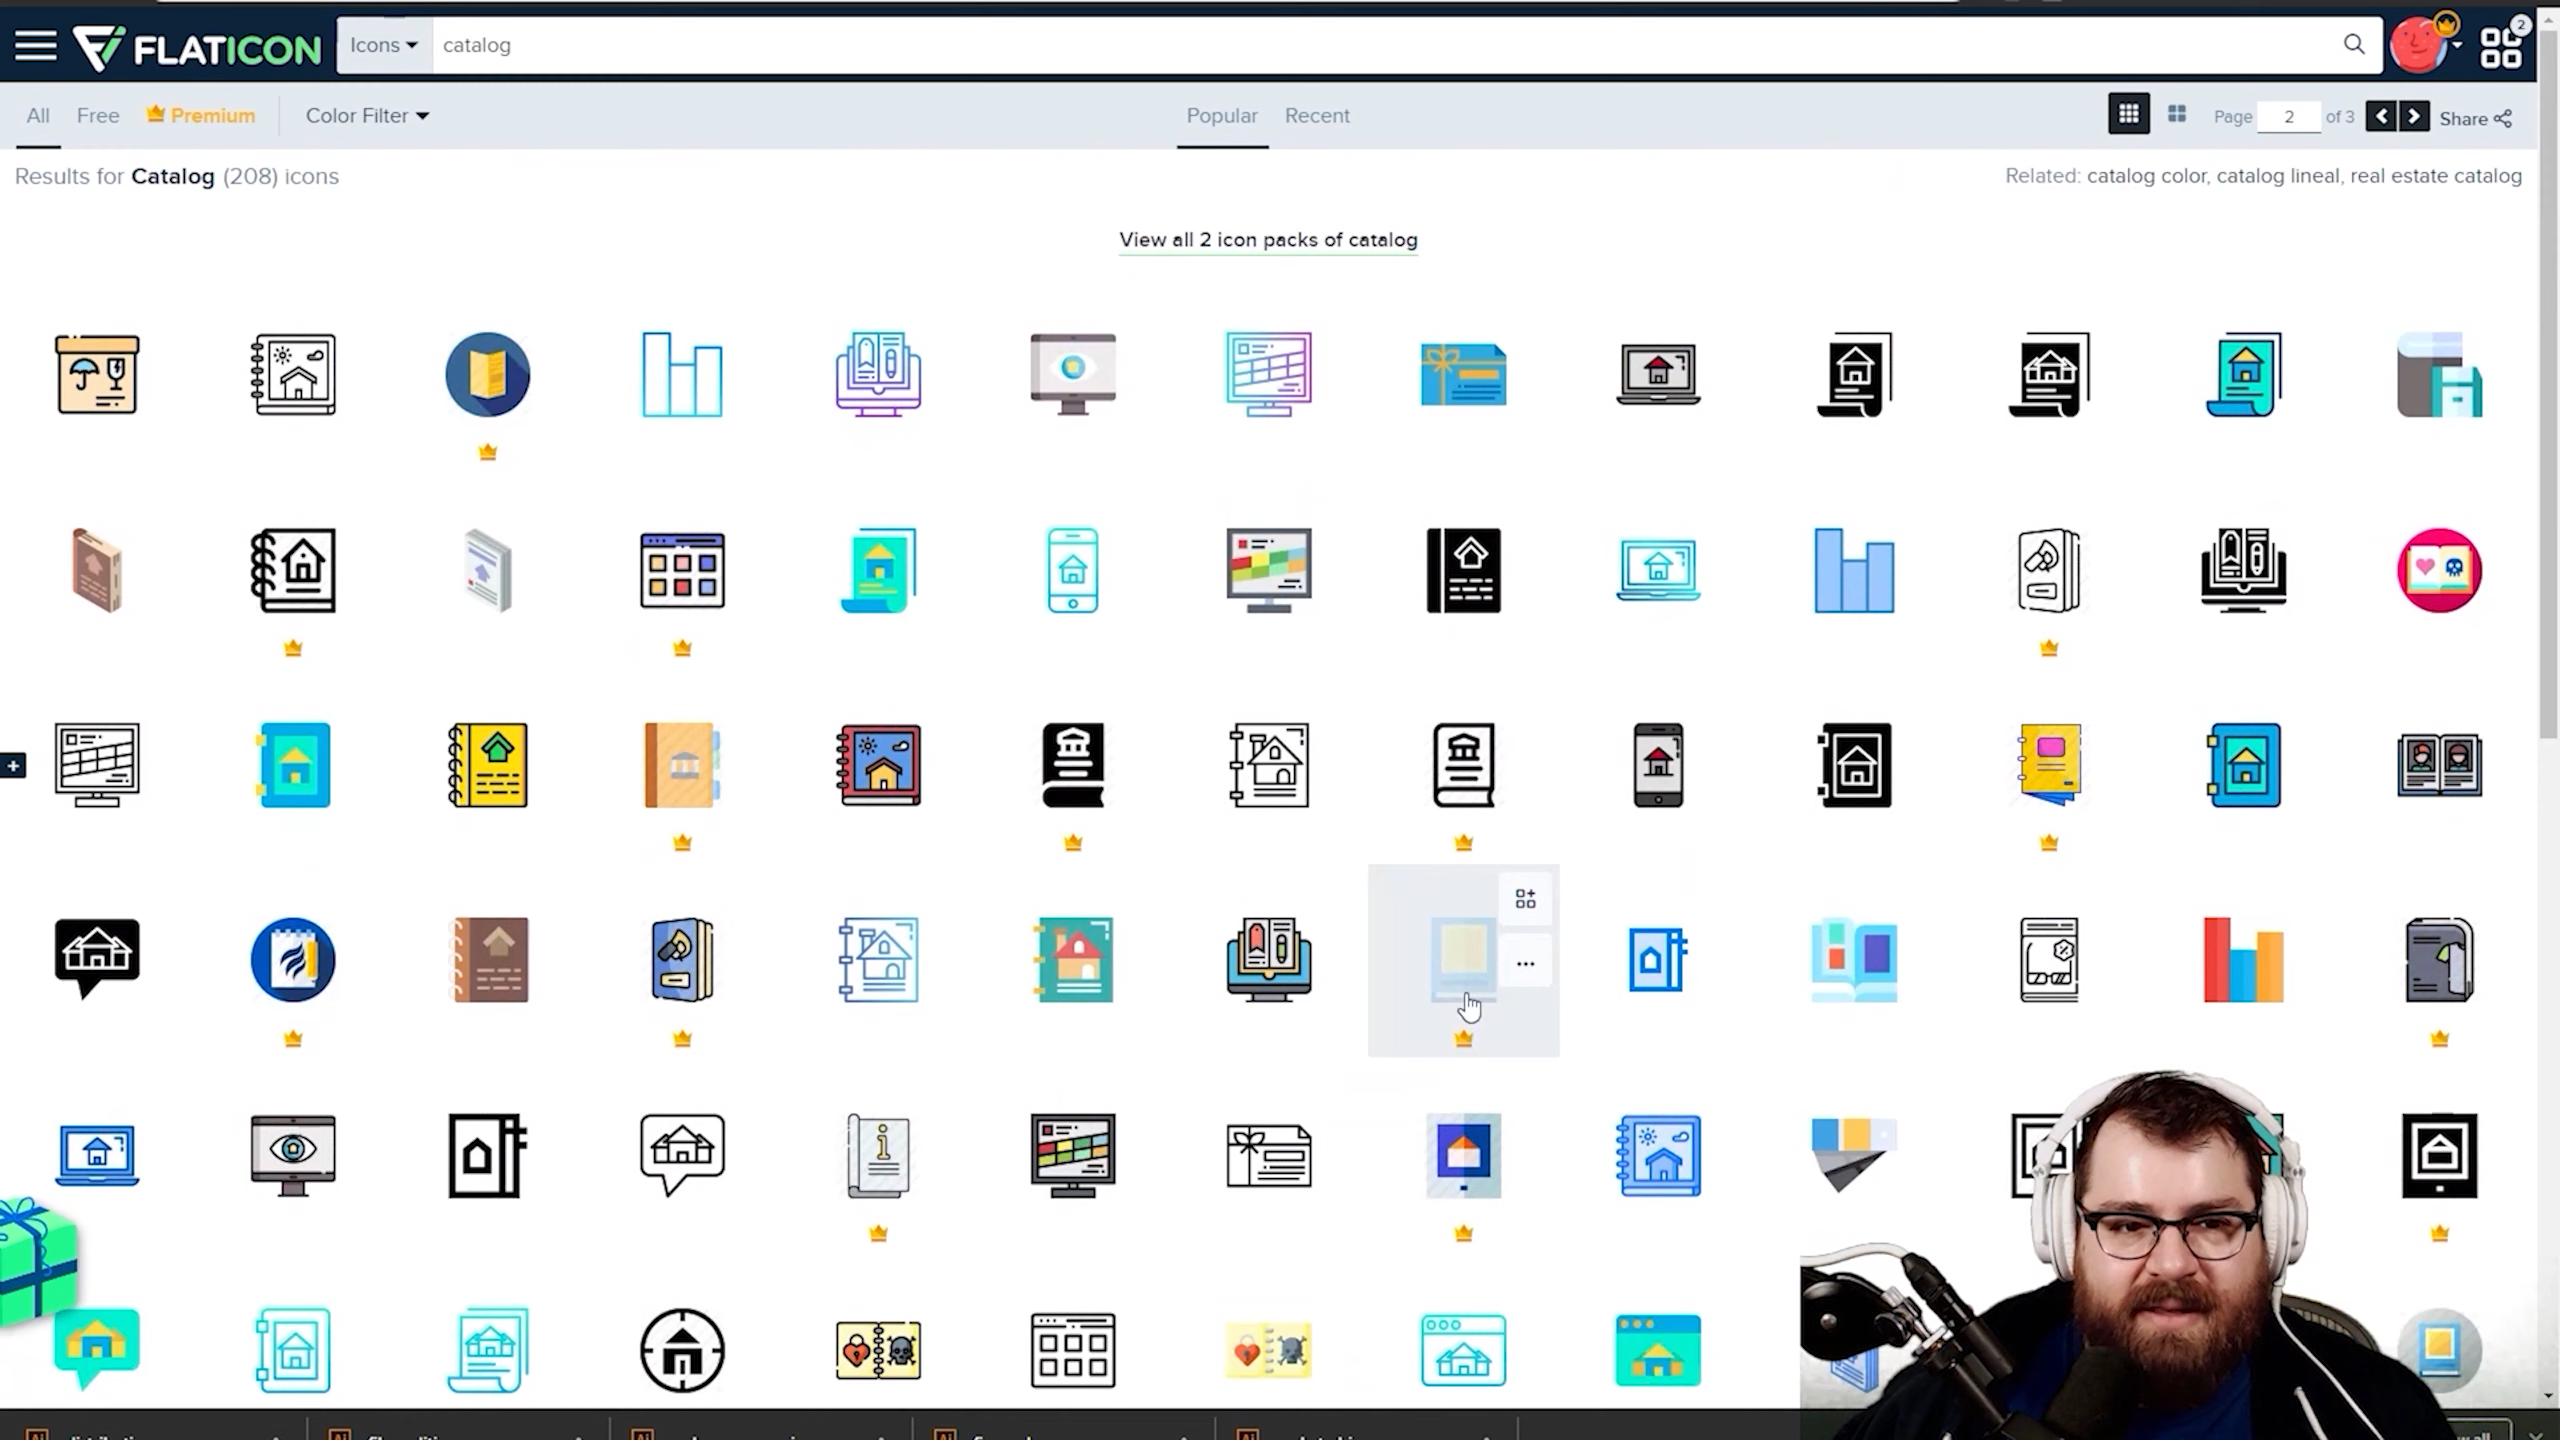 FLATICON Icons catalog 2
All Free Premium Color Filter Popular Recent Page 2 of 3 Share
Results for Catalog (208) icons Related: catalog color, catalog lineal, real estate catalog
View all 2 icon packs of catalog